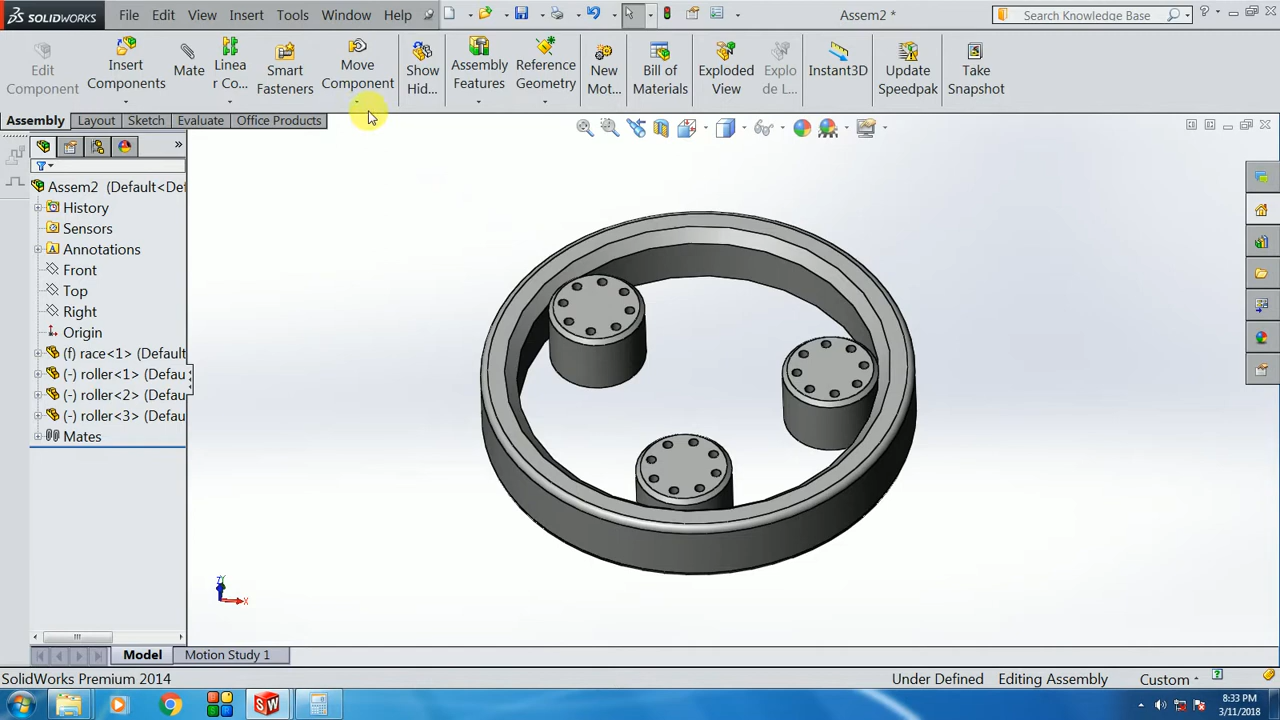 DS SOLIDWORKS
File Edit View Insert Tools Window Help
Assem2 *
Search Knowledge Base
?
Edit Component
Insert Components
Mate
Linea r Co...
Smart Fasteners
Move Component
Show Hid...
Assembly Features
Reference Geometry
New Mot...
Bill of Materials
Exploded View
Explo de L...
Instant3D
Update Speedpak
Take Snapshot
Assembly Layout Sketch Evaluate Office Products
»
Assem2 (Default<De
History
Sensors
A Annotations
Front
Top
Right
Origin
(f) race<1> (Default
(-) roller<1> (Defau
(-) roller<2> (Defau
(-) roller<3> (Defau
Mates
X
Model Motion Study 1
SolidWorks Premium 2014
Under Defined Editing Assembly Custom
?
SW
8:33 PM
3/11/2018